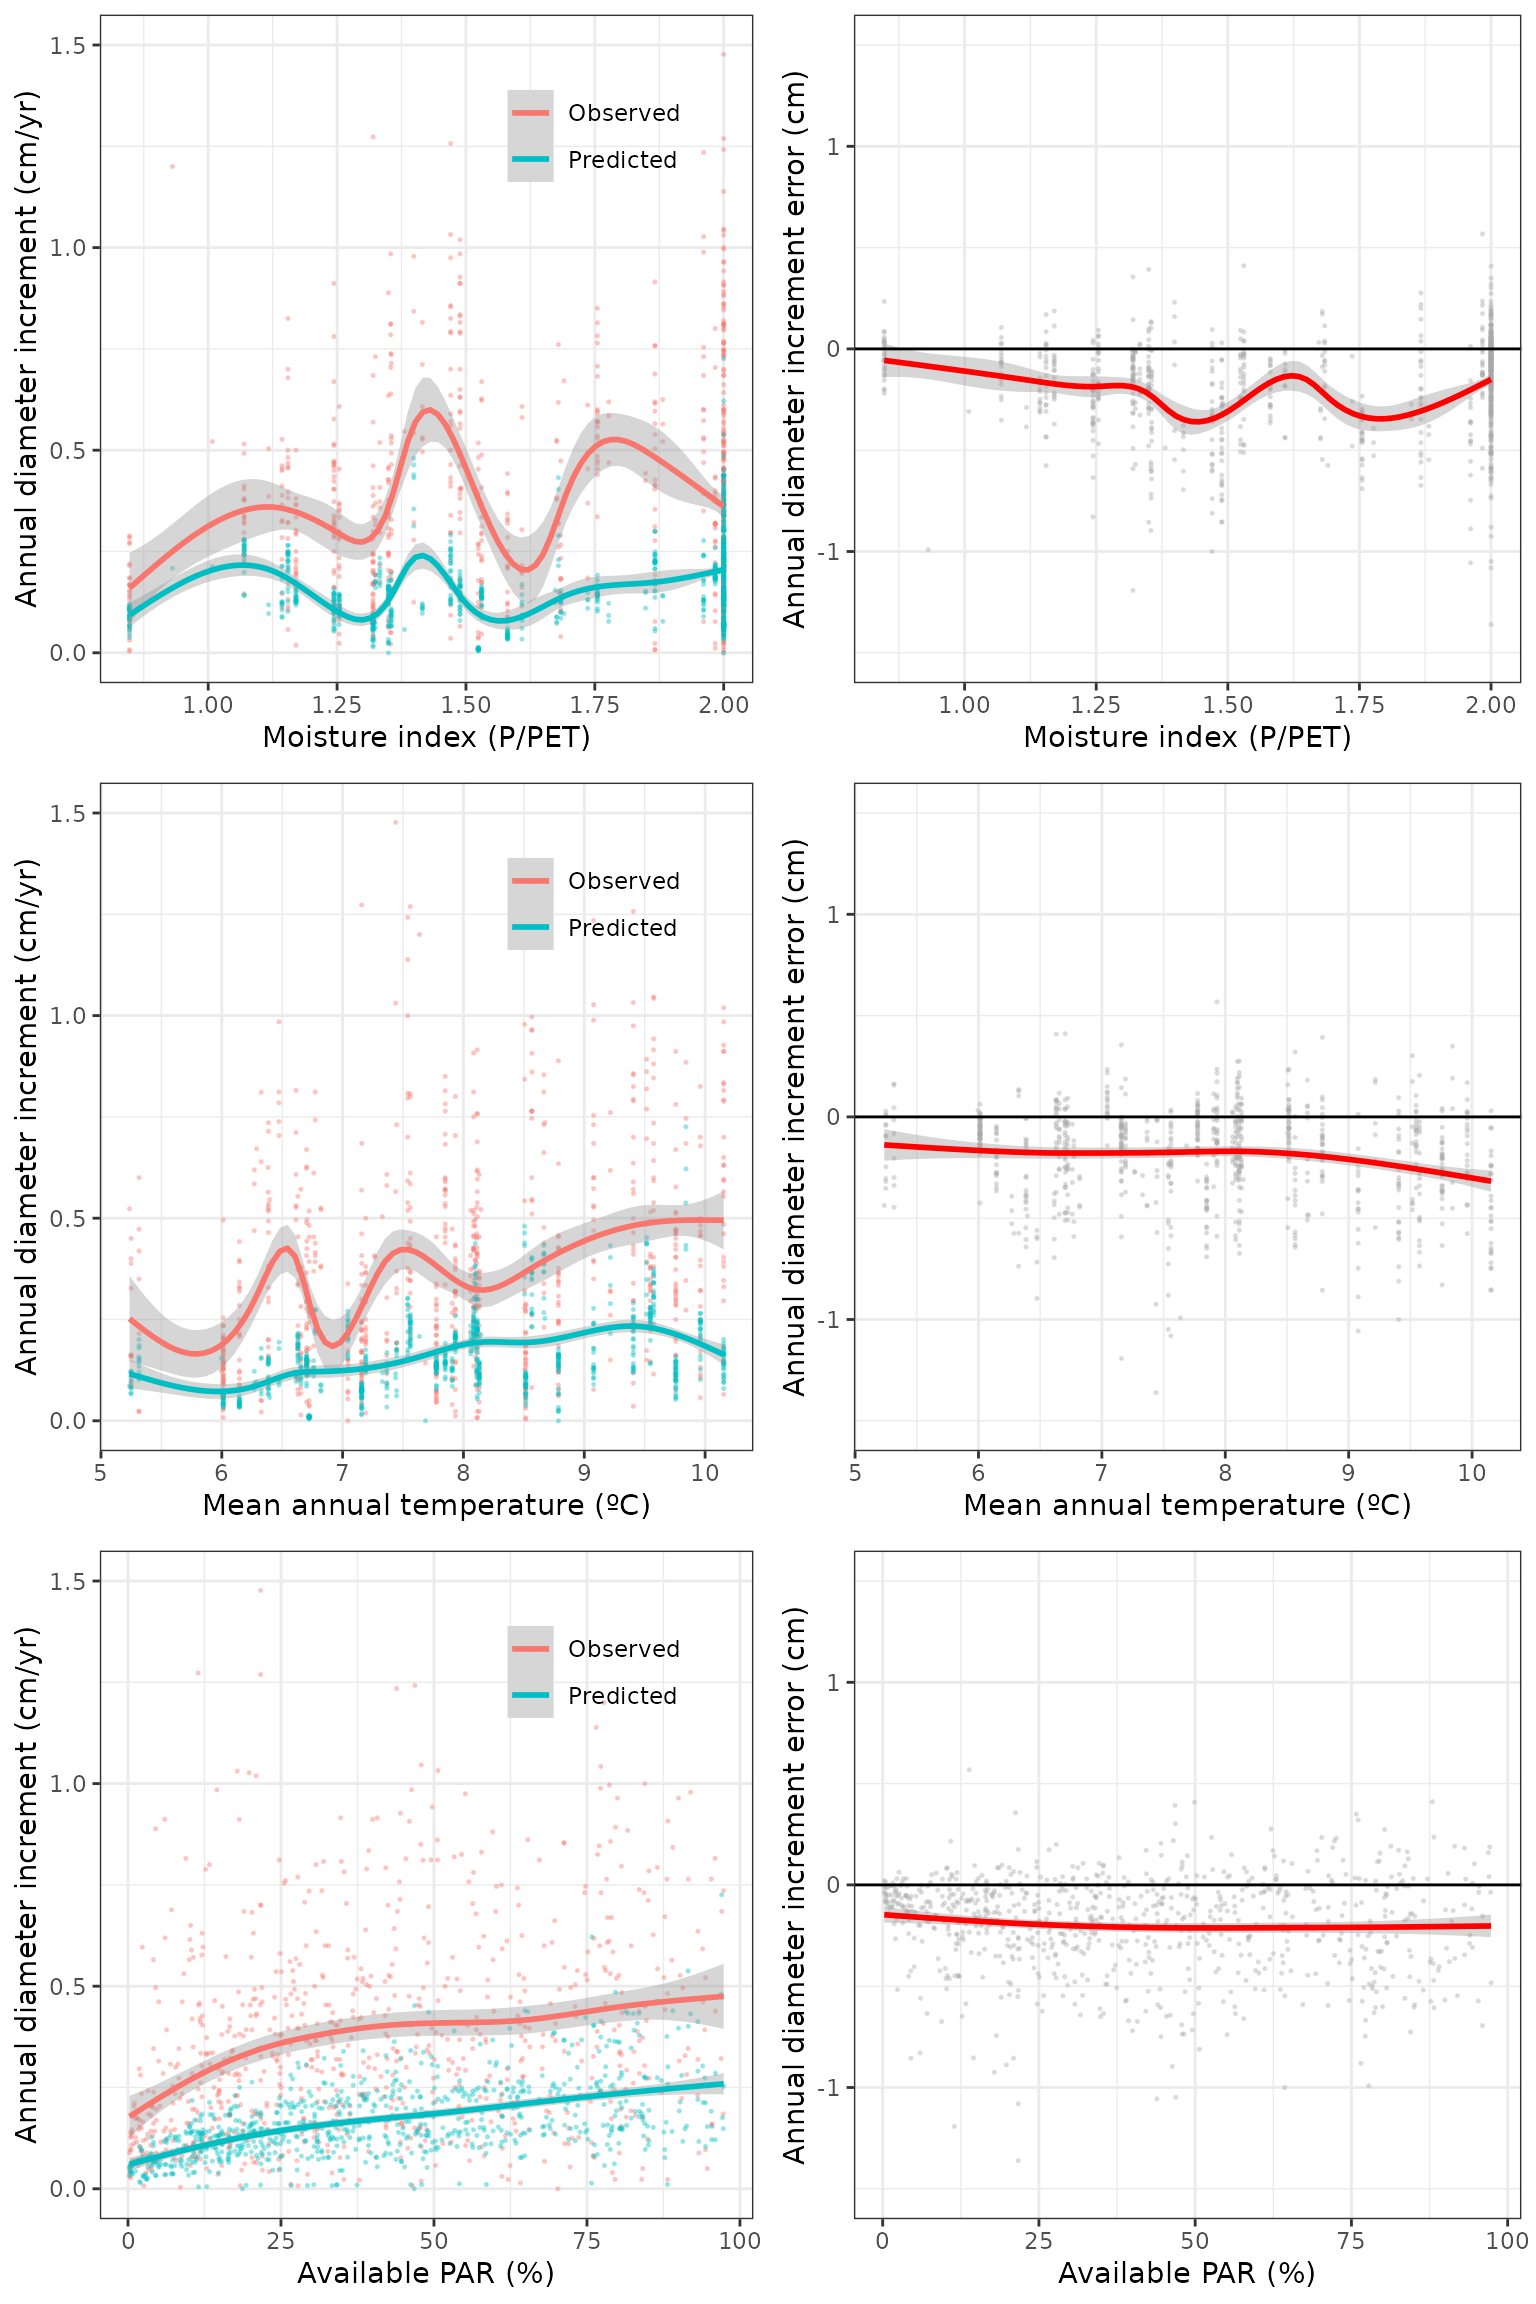 Annual diameter increment (cm/yr)
1.5
1.0
0.5
0.0
Observed
Predicted
1.00 1.25 1.50 1.75 2.00
Moisture index (P/PET)
Annual diameter increment error (cm)
1
0
-1
1.00 1.25 1.50 1.75 2.00
Moisture index (P/PET)
Annual diameter increment (cm/yr)
1.5
1.0
0.5
0.0
Observed
Predicted
5 6 7 8 9 10
Mean annual temperature (ºC)
Annual diameter increment error (cm)
1
0
-1
5 6 7 8 9 10
Mean annual temperature (ºC)
Annual diameter increment (cm/yr)
1.5
1.0
0.5
0.0
Observed
Predicted
0 25 50 75 100
Available PAR (%)
Annual diameter increment error (cm)
1
0
-1
0 25 50 75 100
Available PAR (%)